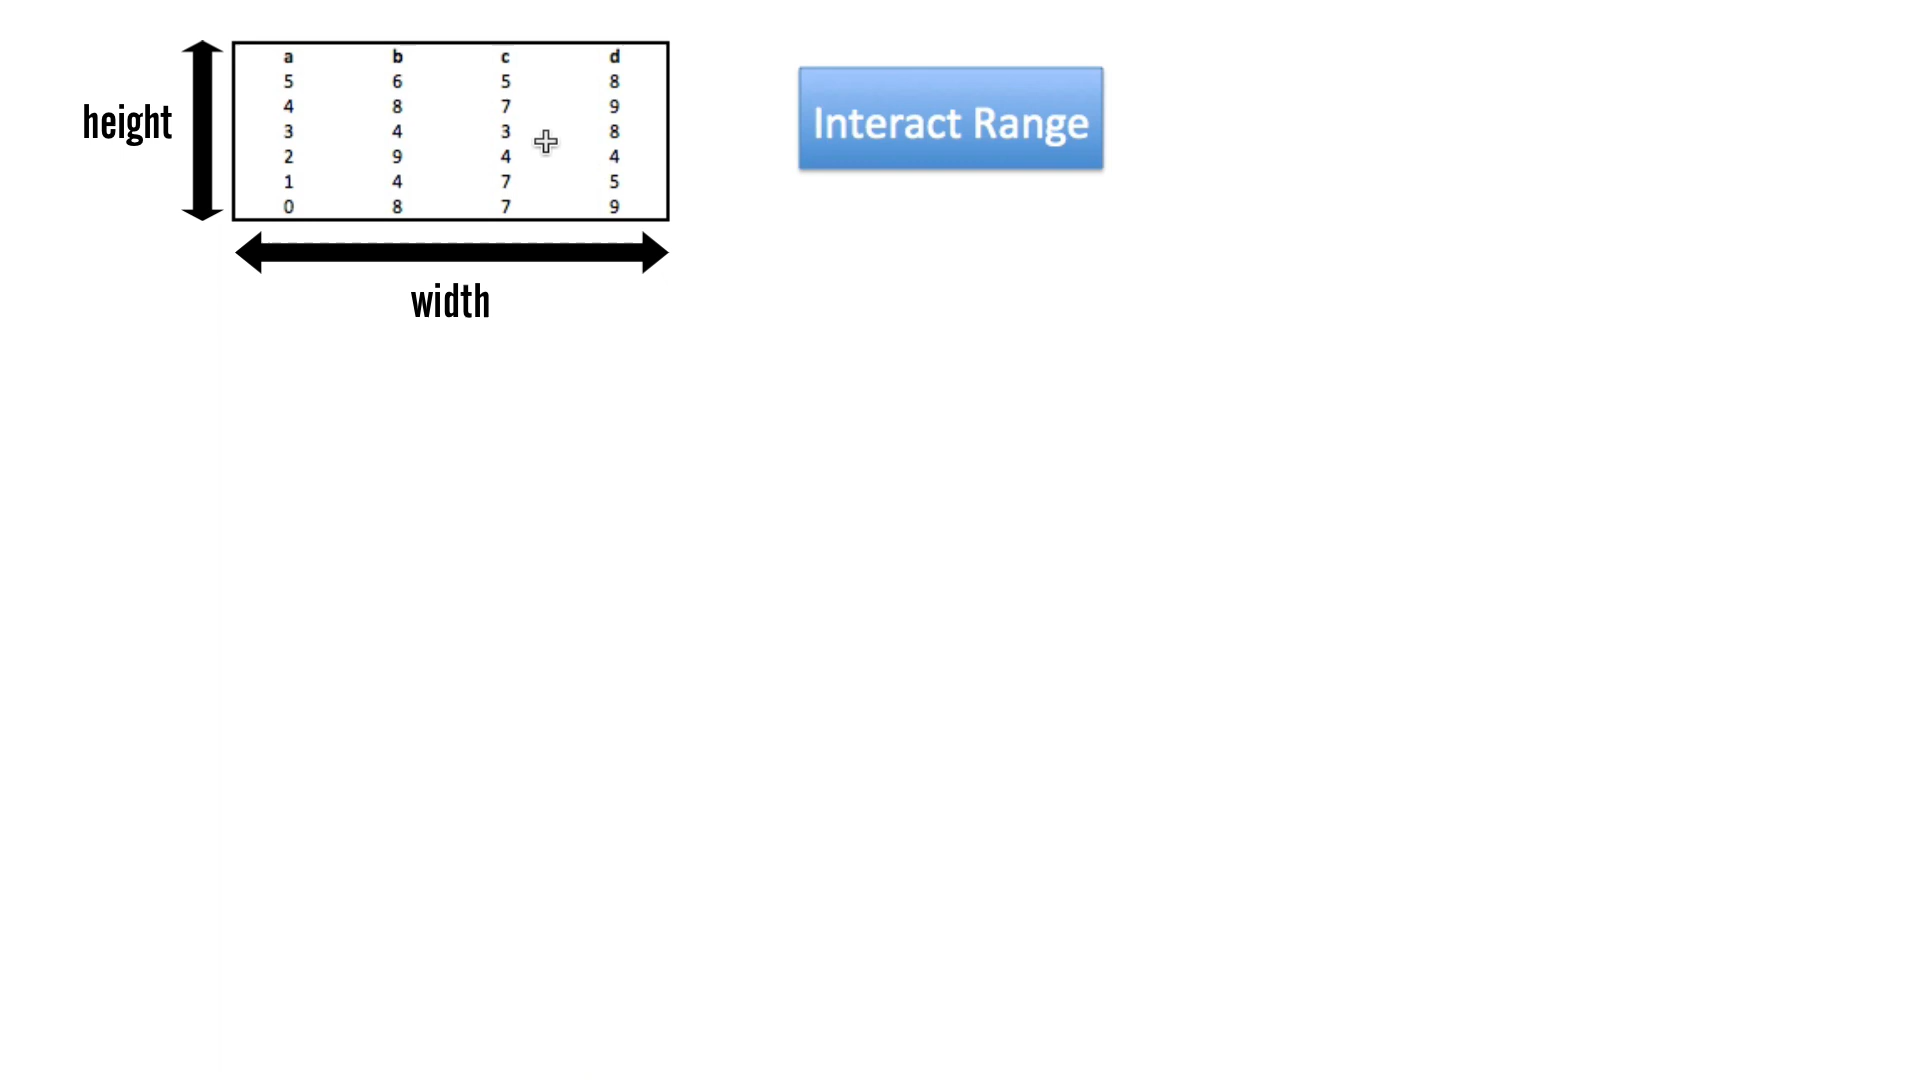 a b c d
5 6 5 8
4 8 7 9
3 4 3 8
2 9 4 4
1 4 7 5
0 8 7 9
height
width
Interact Range